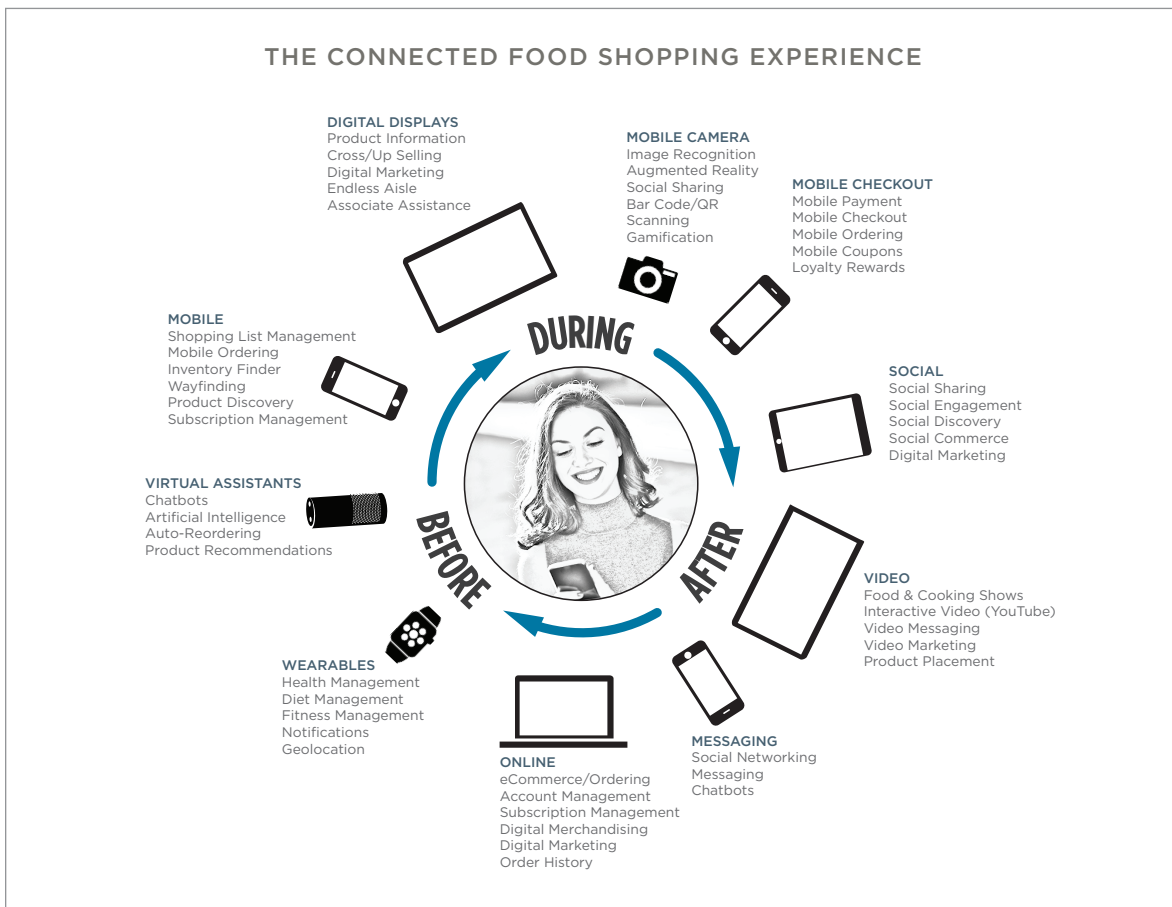 THE CONNECTED FOOD SHOPPING EXPERIENCE
DIGITAL DISPLAYS
Product Information
Cross/Up Selling
Digital Marketing
Endless Aisle
Associate Assistance
MOBILE CAMERA
Image Recognition
Augmented Reality
Social Sharing
Bar Code/QR
Scanning
Gamification
MOBILE CHECKOUT
Mobile Payment
Mobile Checkout
Mobile Ordering
Mobile Coupons
Loyalty Rewards
MOBILE
Shopping List Management
Mobile Ordering
Inventory Finder
Wayfinding
Product Discovery
Subscription Management
DURING
SOCIAL
Social Sharing
Social Engagement
Social Discovery
Social Commerce
Digital Marketing
VIRTUAL ASSISTANTS
Chatbots
Artificial Intelligence
Auto-Reordering
Product Recommendations
BEFORE
AFTER
VIDEO
Food & Cooking Shows
Interactive Video (YouTube)
Video Messaging
Video Marketing
Product Placement
WEARABLES
Health Management
Diet Management
Fitness Management
Notifications
Geolocation
ONLINE
eCommerce/Ordering
Account Management
Subscription Management
Digital Merchandising
Digital Marketing
Order History
MESSAGING
Social Networking
Messaging
Chatbots